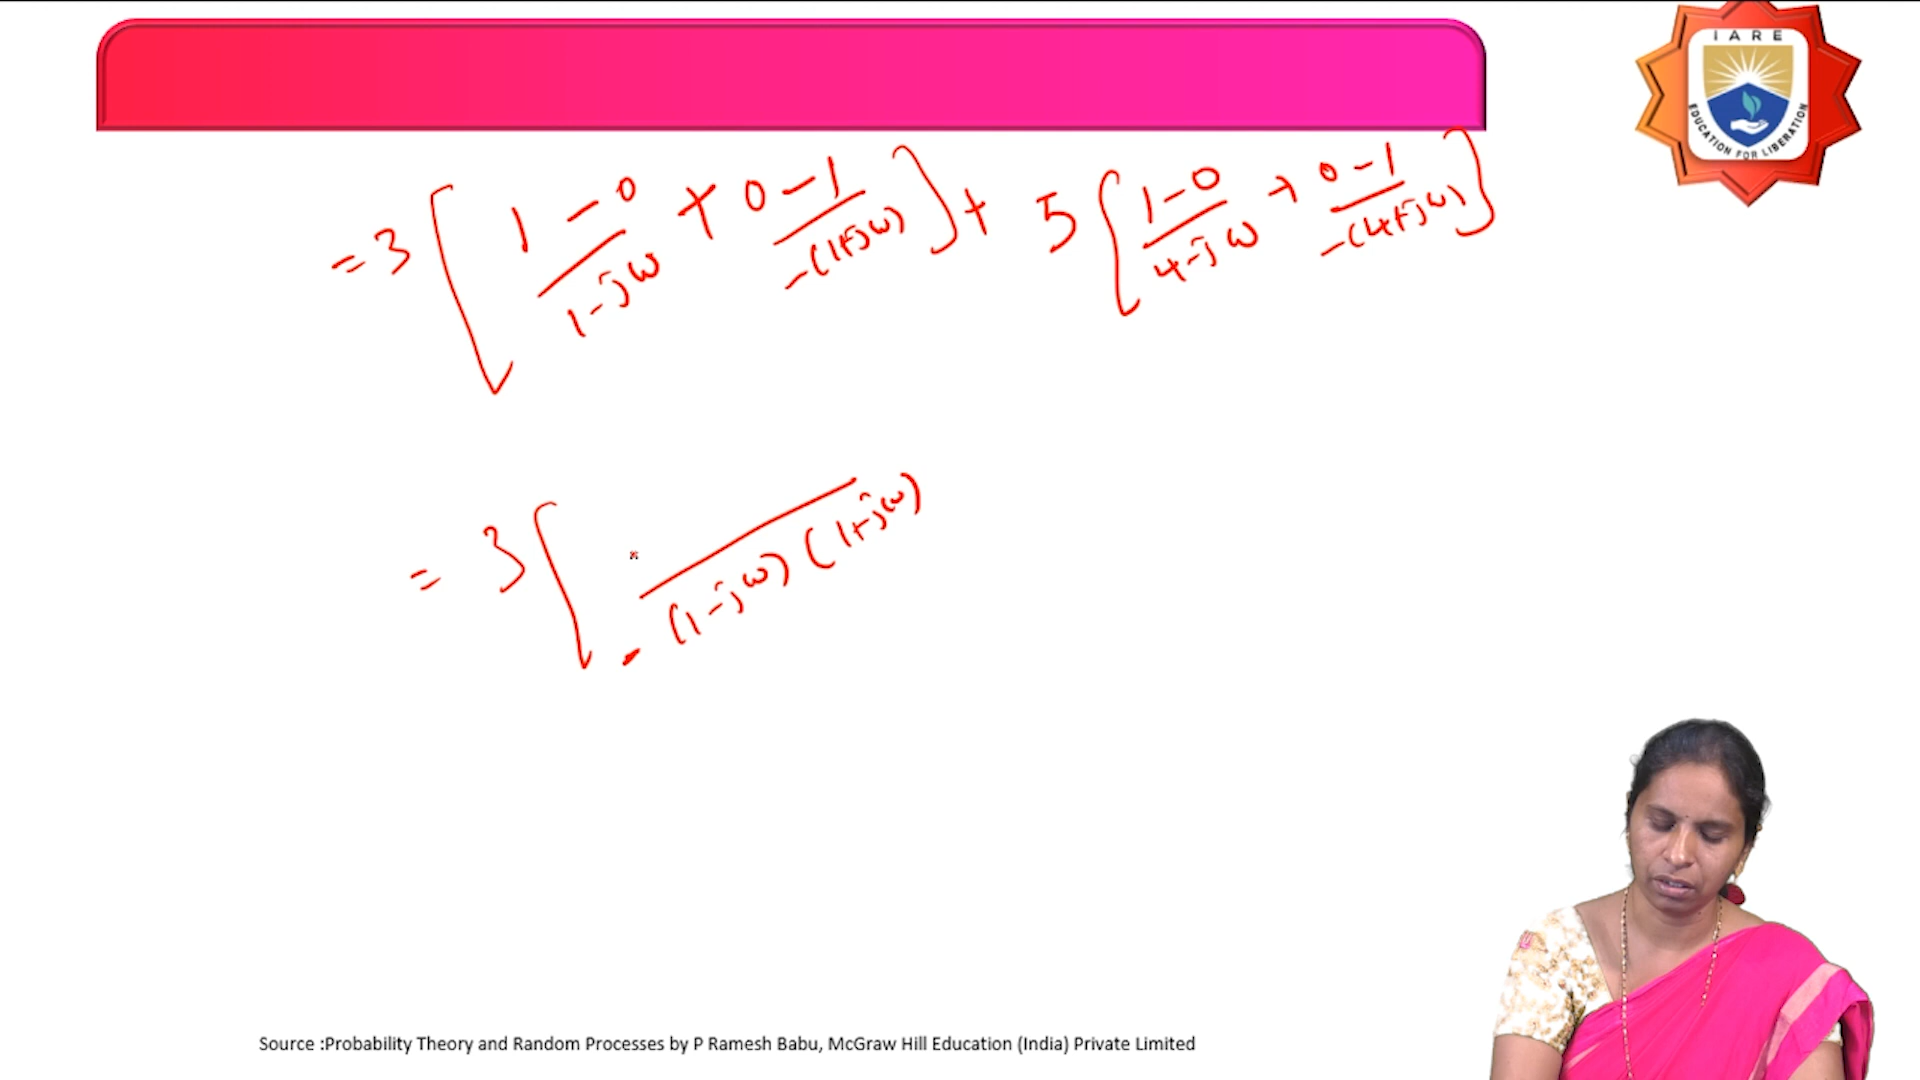 IARE
EDUCATION FOR LIBERATION
= 3 [ (1 - 0)/(1 - jω) + (0 - 1)/(-(1+jω)) ] + 5 [ (1 - 0)/(4 - jω) + (0 - 1)/(-(4+jω)) ]
= 3 [ /(-(1 - jω)(1+jω))
Source :Probability Theory and Random Processes by P Ramesh Babu, McGraw Hill Education (India) Private Limited